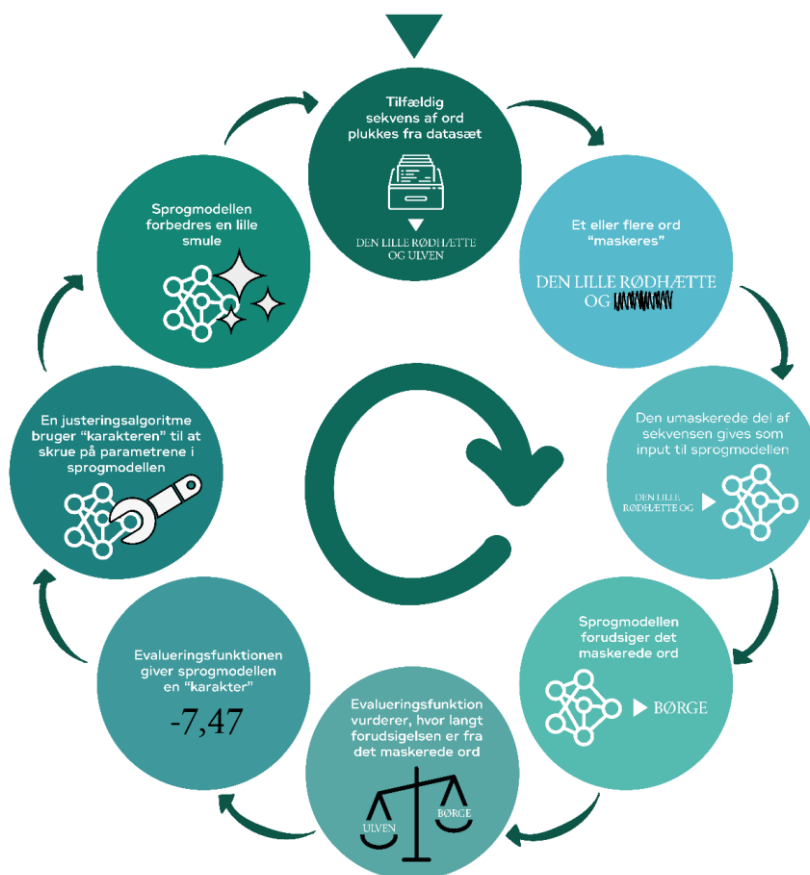 Tilfældig
sekvens af ord
plukkes fra datasæt
DEN LILLE RØDHÆTTE
OG ULVEN
Et eller flere ord
“maskeres”
DEN LILLE RØDHÆTTE
OG
Den umaskerede del af
sekvensen gives som
input til sprogmodellen
DEN LILLE
RØDHÆTTE OG
Sprogmodellen
forudsiger det
maskerede ord
BØRGE
Evalueringsfunktion
vurderer, hvor langt
forudsigelsen er fra
det maskerede ord
ULVEN
BØRGE
Evalueringsfunktionen
giver sprogmodellen
en “karakter”
-7,47
En justeringsalgoritme
bruger “karakteren” til at
skrue på parametrene i
sprogmodellen
Sprogmodellen
forbedres en lille
smule